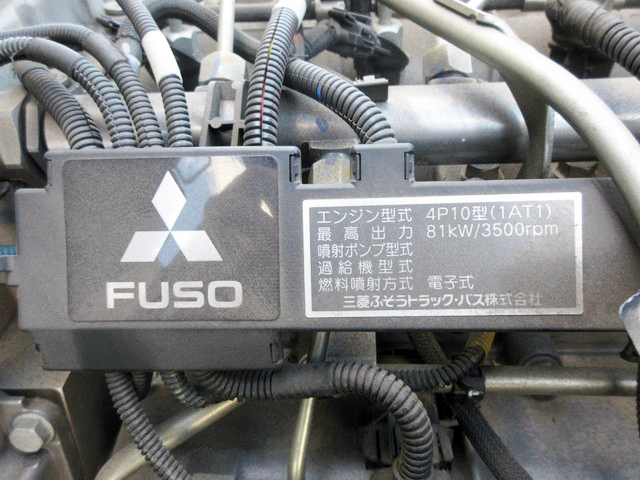 FUSO
エンジン型式 4P10型(1AT1)
最高出力 81kW/3500rpm
噴射ポンプ型式
過給機型式
燃料噴射方式 電子式
三菱ふそうトラック・バス株式会社